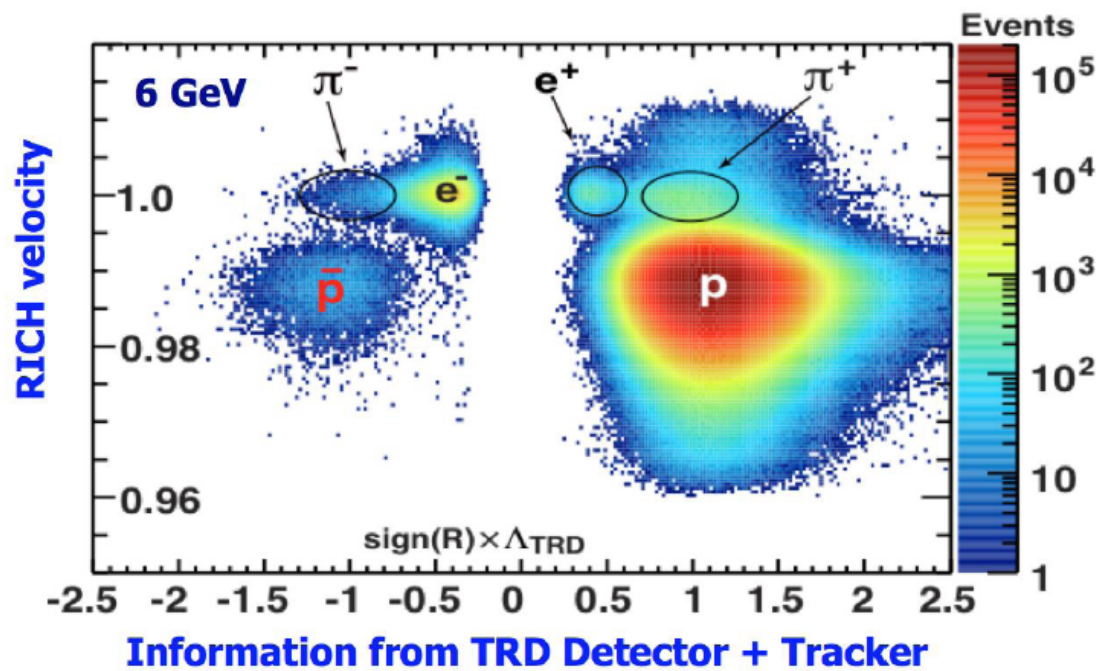 Events
6 GeV
π⁻
e⁺
π⁺
10⁵
10⁴
10³
10²
10
1
RICH velocity
1.0
0.98
0.96
e⁻
p̄
p
sign(R)×Λ_TRD
-2.5 -2 -1.5 -1 -0.5 0 0.5 1 1.5 2 2.5
Information from TRD Detector + Tracker